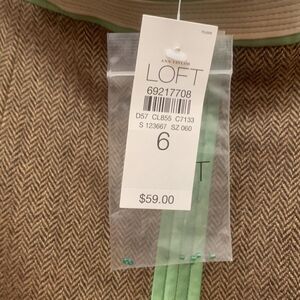 ANN TAYLOR
LOFT
69217708
D57 CL855 C7133
S 123667 SZ 060
6
$59.00
T